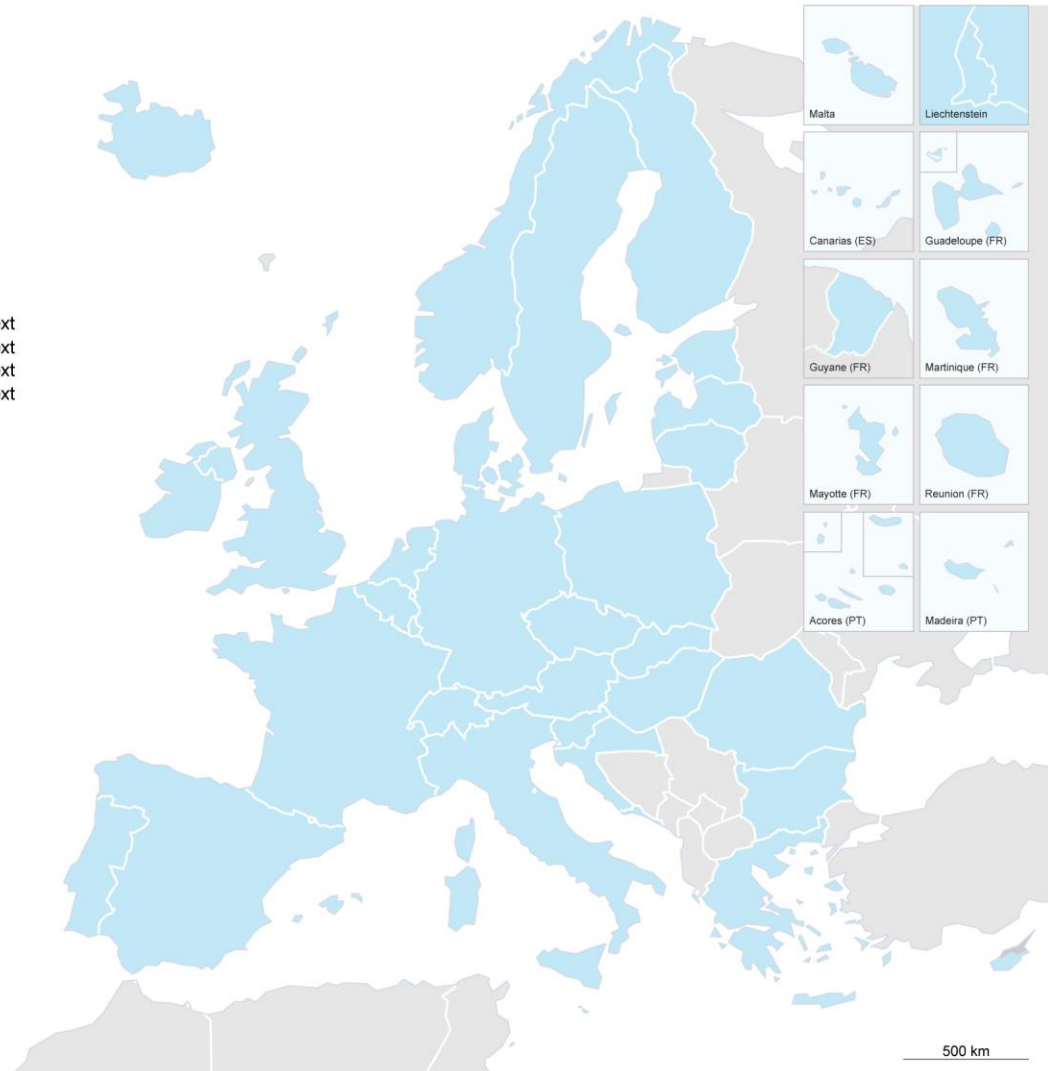 xt
xt
xt
xt
Malta
Liechtenstein
Canarias (ES)
Guadeloupe (FR)
Guyane (FR)
Martinique (FR)
Mayotte (FR)
Reunion (FR)
Acores (PT)
Madeira (PT)
500 km